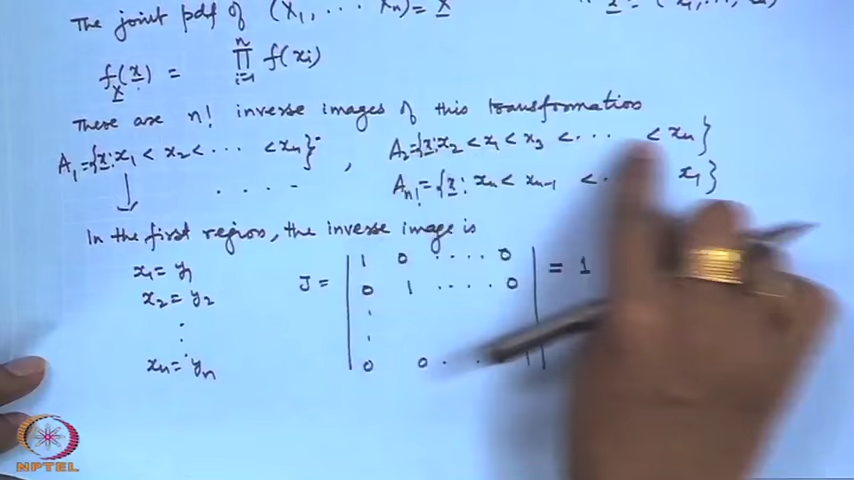 The joint pdf of (X₁, ... Xₙ) = X
f_X(x) = ∏ᵢ₌₁ⁿ f(xᵢ)
There are n! inverse images of this transformation
A₁ = {x: x₁ < x₂ < ... < xₙ}, A₂ = {x: x₂ < x₁ < x₃ < ... < xₙ}
. . . . Aₙ! = {x: xₙ < xₙ₋₁ < .. x₁}
In the first region, the inverse image is
x₁ = y₁
x₂ = y₂
⋮
xₙ = yₙ
J = | 1 0 .... 0 | = 1
0 1 .... 0
⋮
0 0 . .
NPTEL